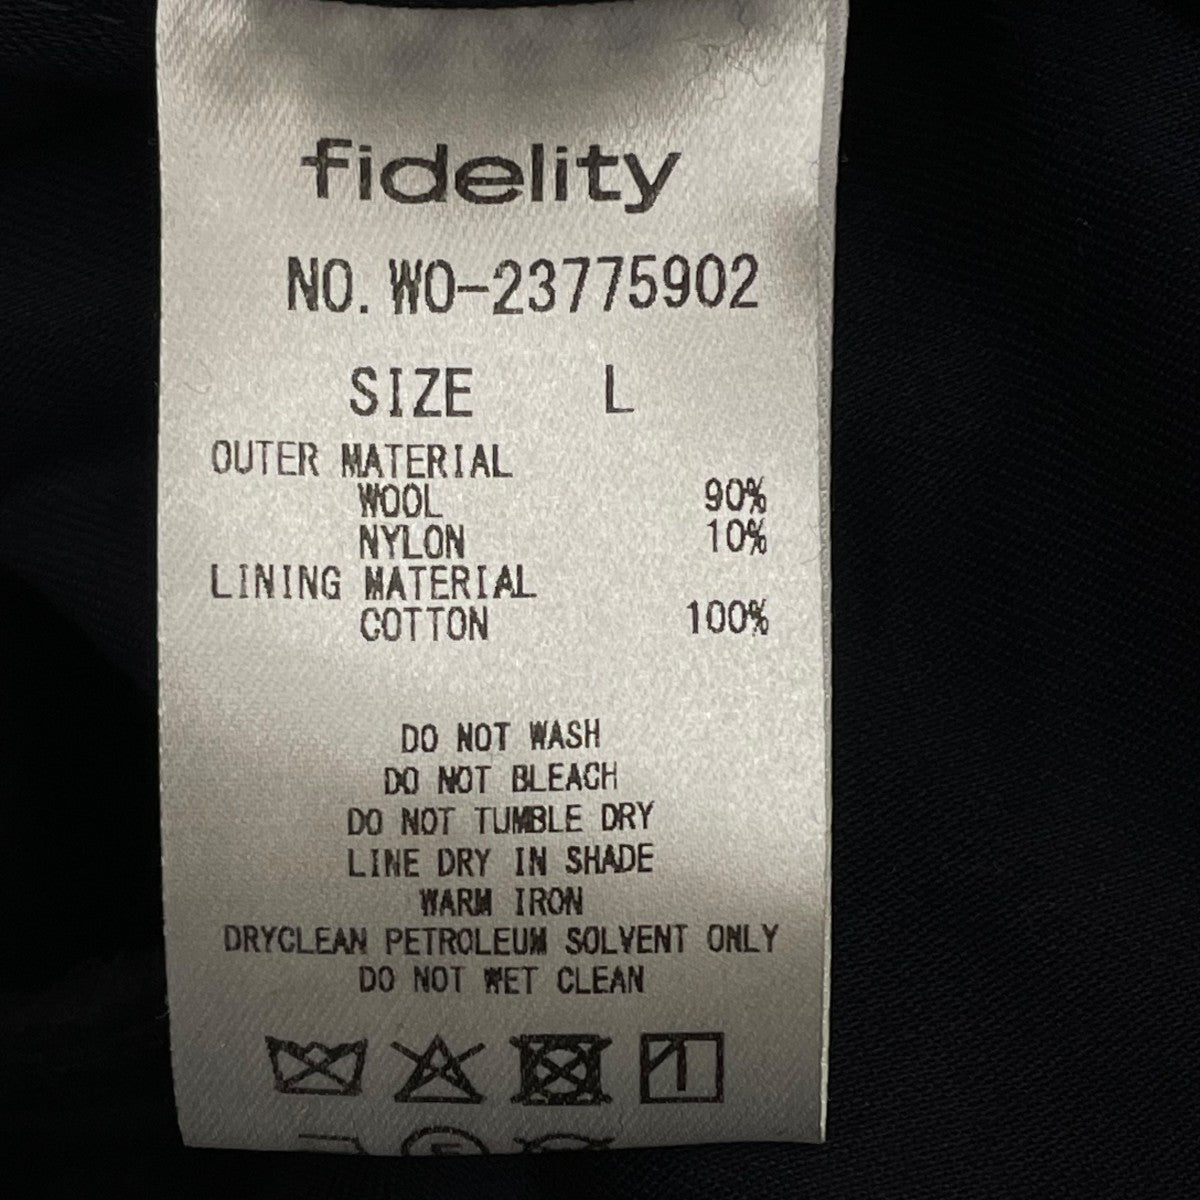 fidelity
NO. WO-23775902
SIZE L
OUTER MATERIAL
WOOL 90%
NYLON 10%
LINING MATERIAL
COTTON 100%
DO NOT WASH
DO NOT BLEACH
DO NOT TUMBLE DRY
LINE DRY IN SHADE
WARM IRON
DRYCLEAN PETROLEUM SOLVENT ONLY
DO NOT WET CLEAN